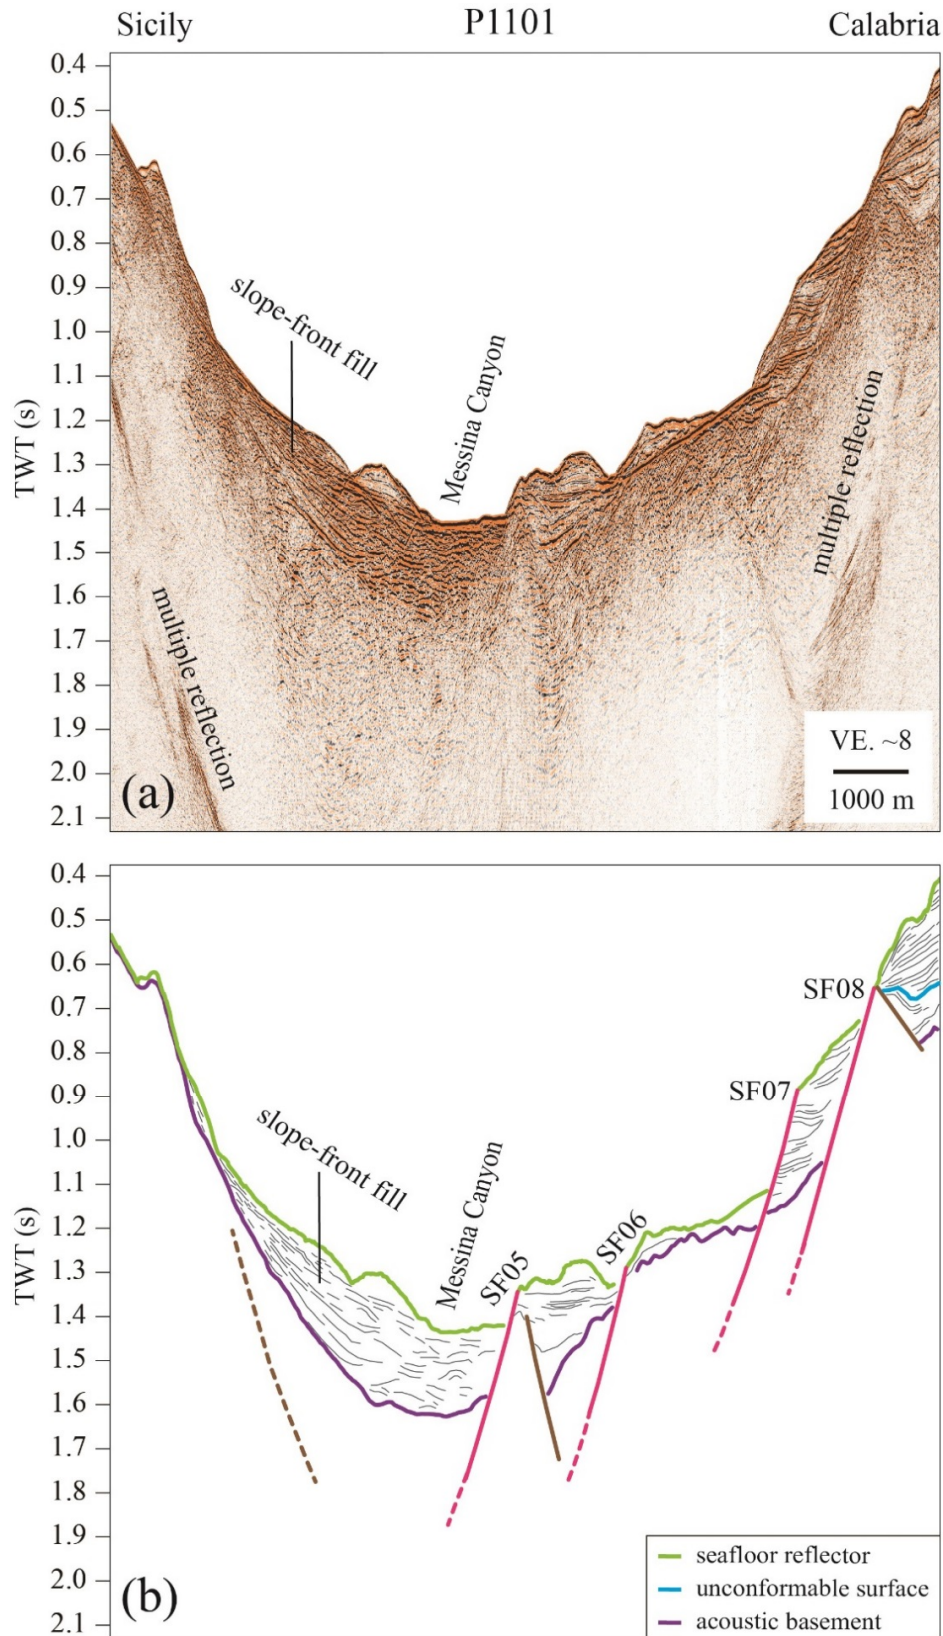 Sicily P1101 Calabria
0.4
0.5
0.6
0.7
0.8
0.9
1.0
1.1
1.2
1.3
1.4
1.5
1.6
1.7
1.8
1.9
2.0
2.1
TWT (s)
slope-front fill
Messina Canyon
multiple reflection
multiple reflection
VE. ~8
1000 m
(a)
0.4
0.5
0.6
0.7
0.8
0.9
1.0
1.1
1.2
1.3
1.4
1.5
1.6
1.7
1.8
1.9
2.0
2.1
TWT (s)
SF08
SF07
slope-front fill
Messina Canyon
SF05
SF06
(b)
seafloor reflector
unconformable surface
acoustic basement